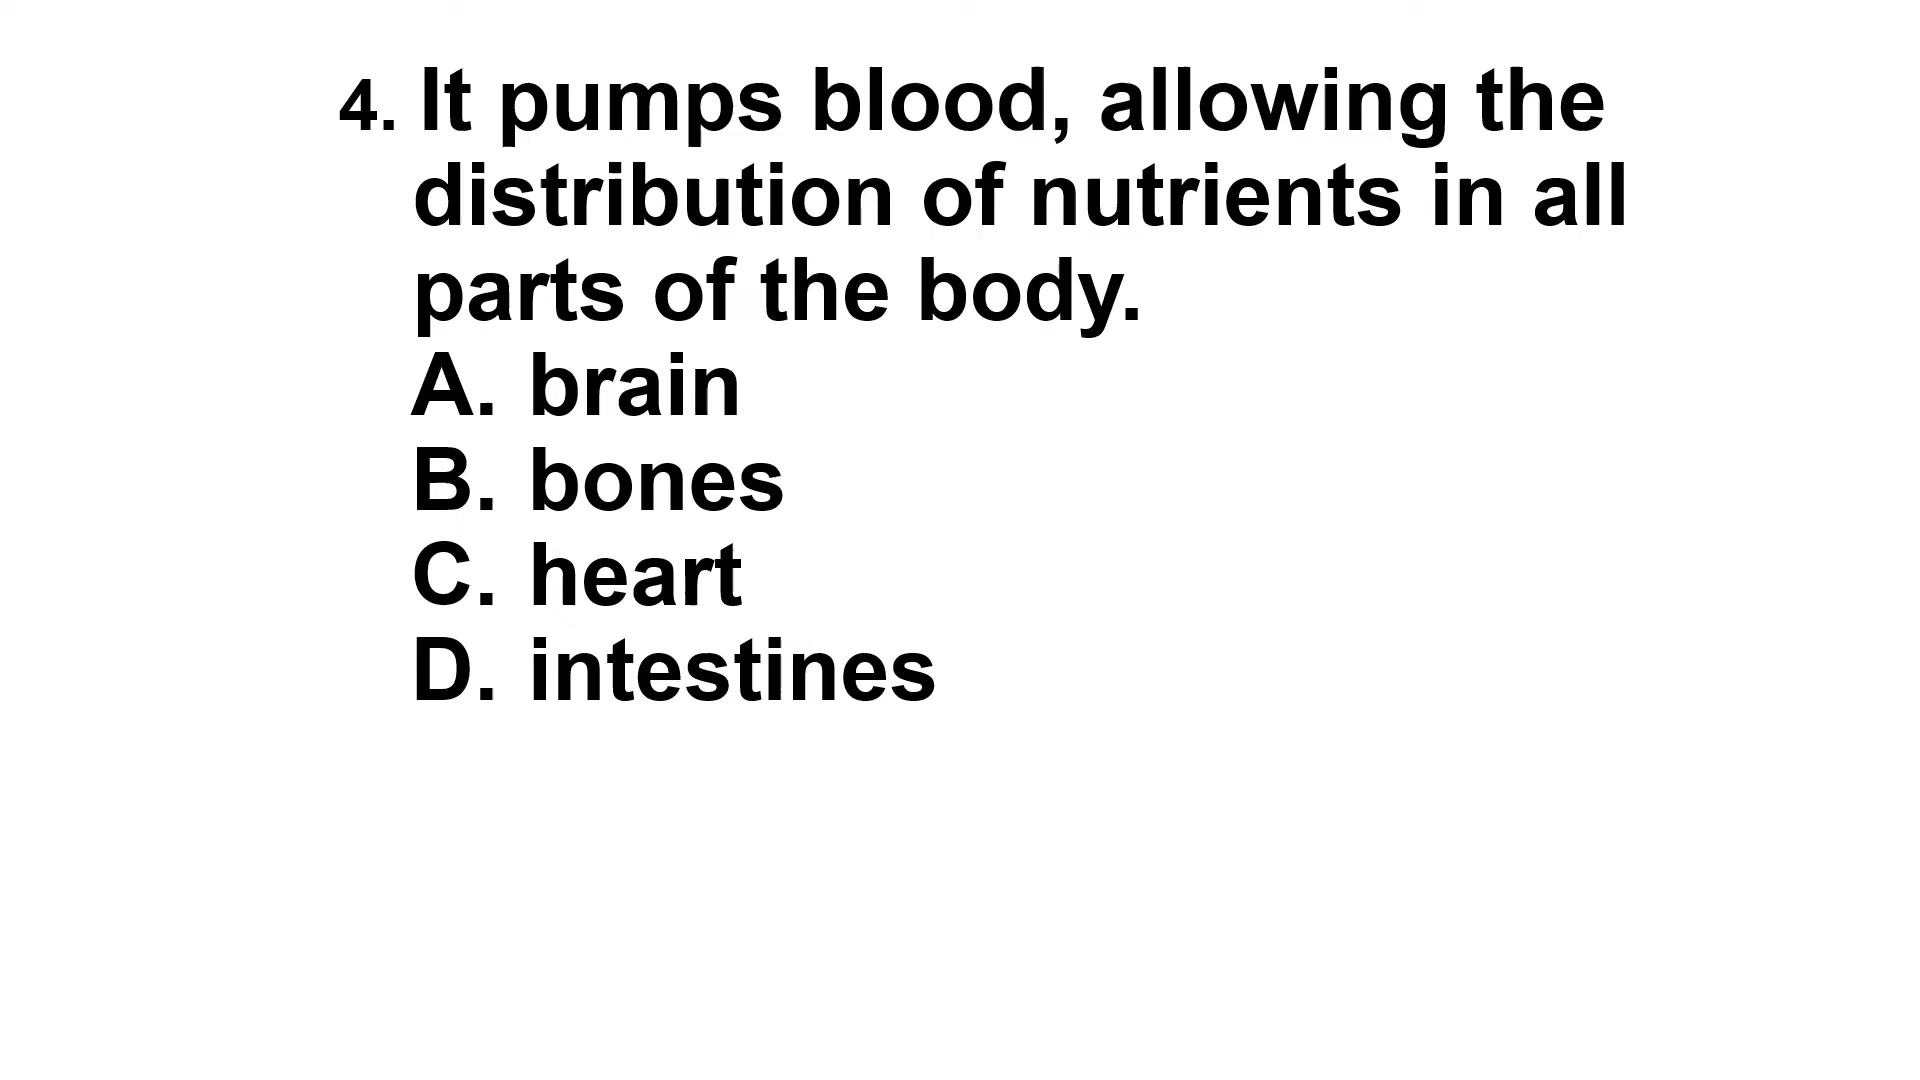 4. It pumps blood, allowing the
distribution of nutrients in all
parts of the body.
A. brain
B. bones
C. heart
D. intestines